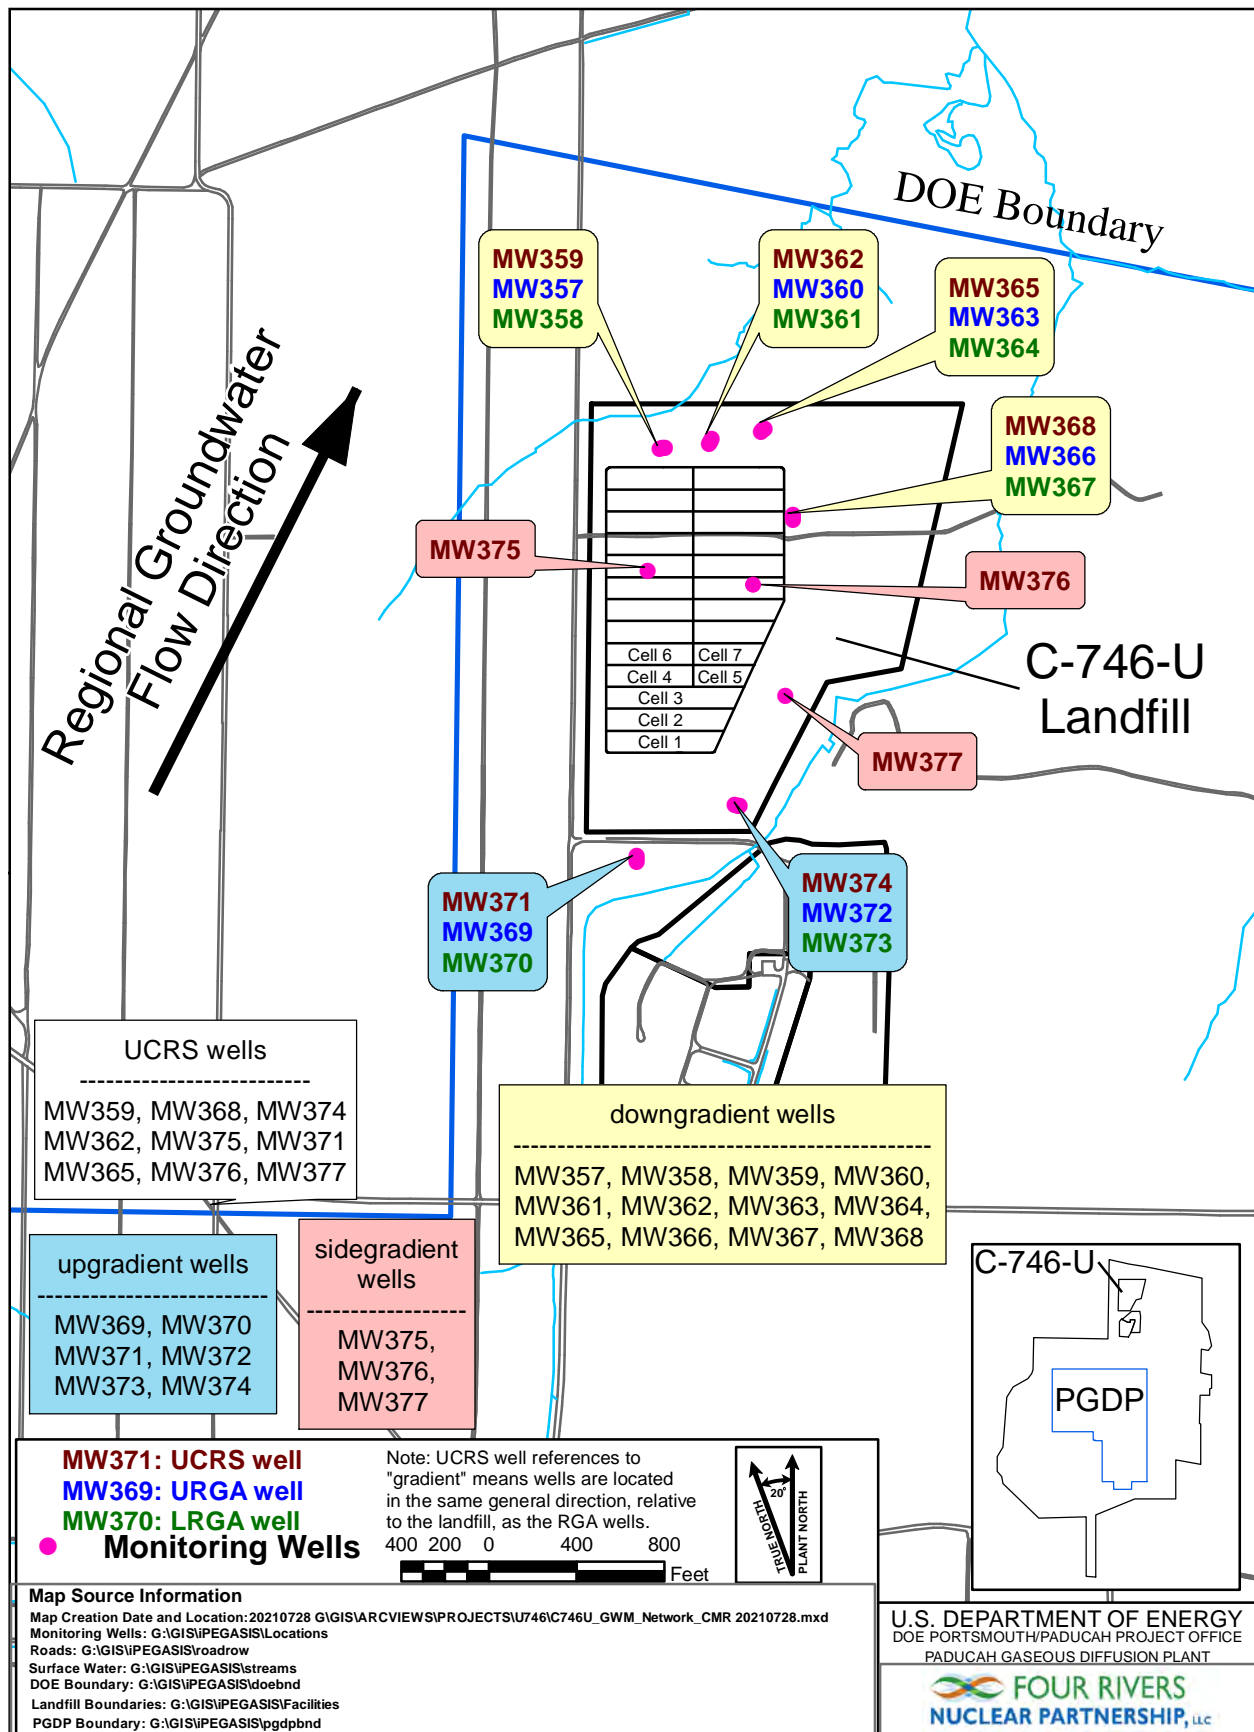 DOE Boundary
MW359
MW357
MW358
MW362
MW360
MW361
MW365
MW363
MW364
MW368
MW366
MW367
Regional Groundwater
Flow Direction
MW375
MW376
Cell 6
Cell 7
Cell 4
Cell 5
Cell 3
Cell 2
Cell 1
C-746-U
Landfill
MW377
MW371
MW369
MW370
MW374
MW372
MW373
UCRS wells
--------------------------
MW359, MW368, MW374
MW362, MW375, MW371
MW365, MW376, MW377
downgradient wells
-----------------------------------------------
MW357, MW358, MW359, MW360,
MW361, MW362, MW363, MW364,
MW365, MW366, MW367, MW368
upgradient wells
--------------------------
MW369, MW370
MW371, MW372
MW373, MW374
sidegradient
wells
------------------
MW375,
MW376,
MW377
C-746-U
PGDP
MW371: UCRS well
MW369: URGA well
MW370: LRGA well
Monitoring Wells
Note: UCRS well references to
"gradient" means wells are located
in the same general direction, relative
to the landfill, as the RGA wells.
400 200 0 400 800
Feet
20°
TRUE NORTH
PLANT NORTH
Map Source Information
Map Creation Date and Location:20210728 G\GIS\ARCVIEWS\PROJECTS\U746\C746U_GWM_Network_CMR 20210728.mxd
Monitoring Wells: G:\GIS\iPEGASIS\Locations
Roads: G:\GIS\iPEGASIS\roadrow
Surface Water: G:\GIS\iPEGASIS\streams
DOE Boundary: G:\GIS\iPEGASIS\doebnd
Landfill Boundaries: G:\GIS\iPEGASIS\Facilities
PGDP Boundary: G:\GIS\iPEGASIS\pgdpbnd
U.S. DEPARTMENT OF ENERGY
DOE PORTSMOUTH/PADUCAH PROJECT OFFICE
PADUCAH GASEOUS DIFFUSION PLANT
FOUR RIVERS
NUCLEAR PARTNERSHIP, LLC